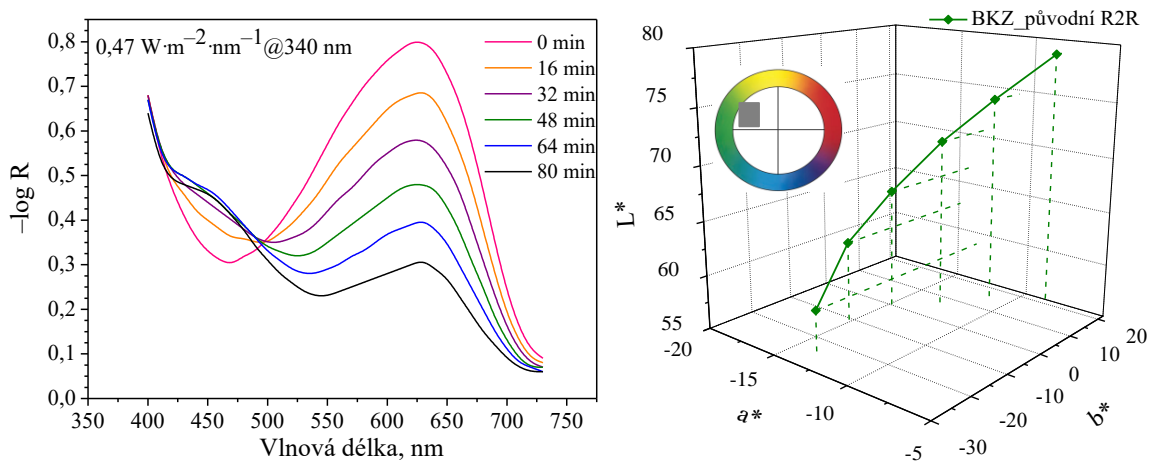 0,47 W·m⁻²·nm⁻¹@340 nm
0 min
16 min
32 min
48 min
64 min
80 min
–log R
0,8
0,7
0,6
0,5
0,4
0,3
0,2
0,1
0,0
350
400
450
500
550
600
650
700
750
Vlnová délka, nm
BKZ_původní R2R
L*
80
75
70
65
60
55
-20
-15
-10
-5
a*
-30
-20
-10
0
10
20
b*